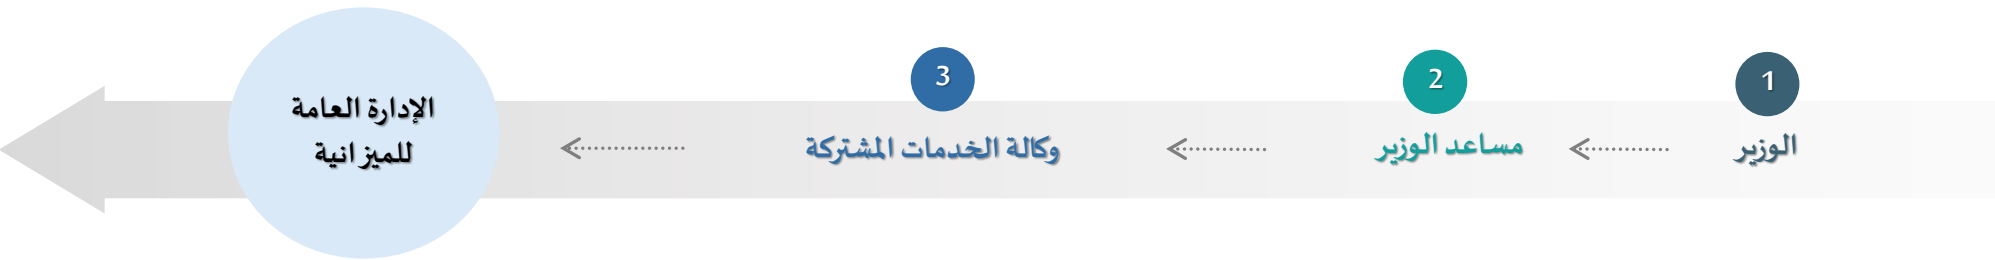 1
الوزير
2
مساعد الوزير
3
وكالة الخدمات المشتركة
الإدارة العامة
للميزانية